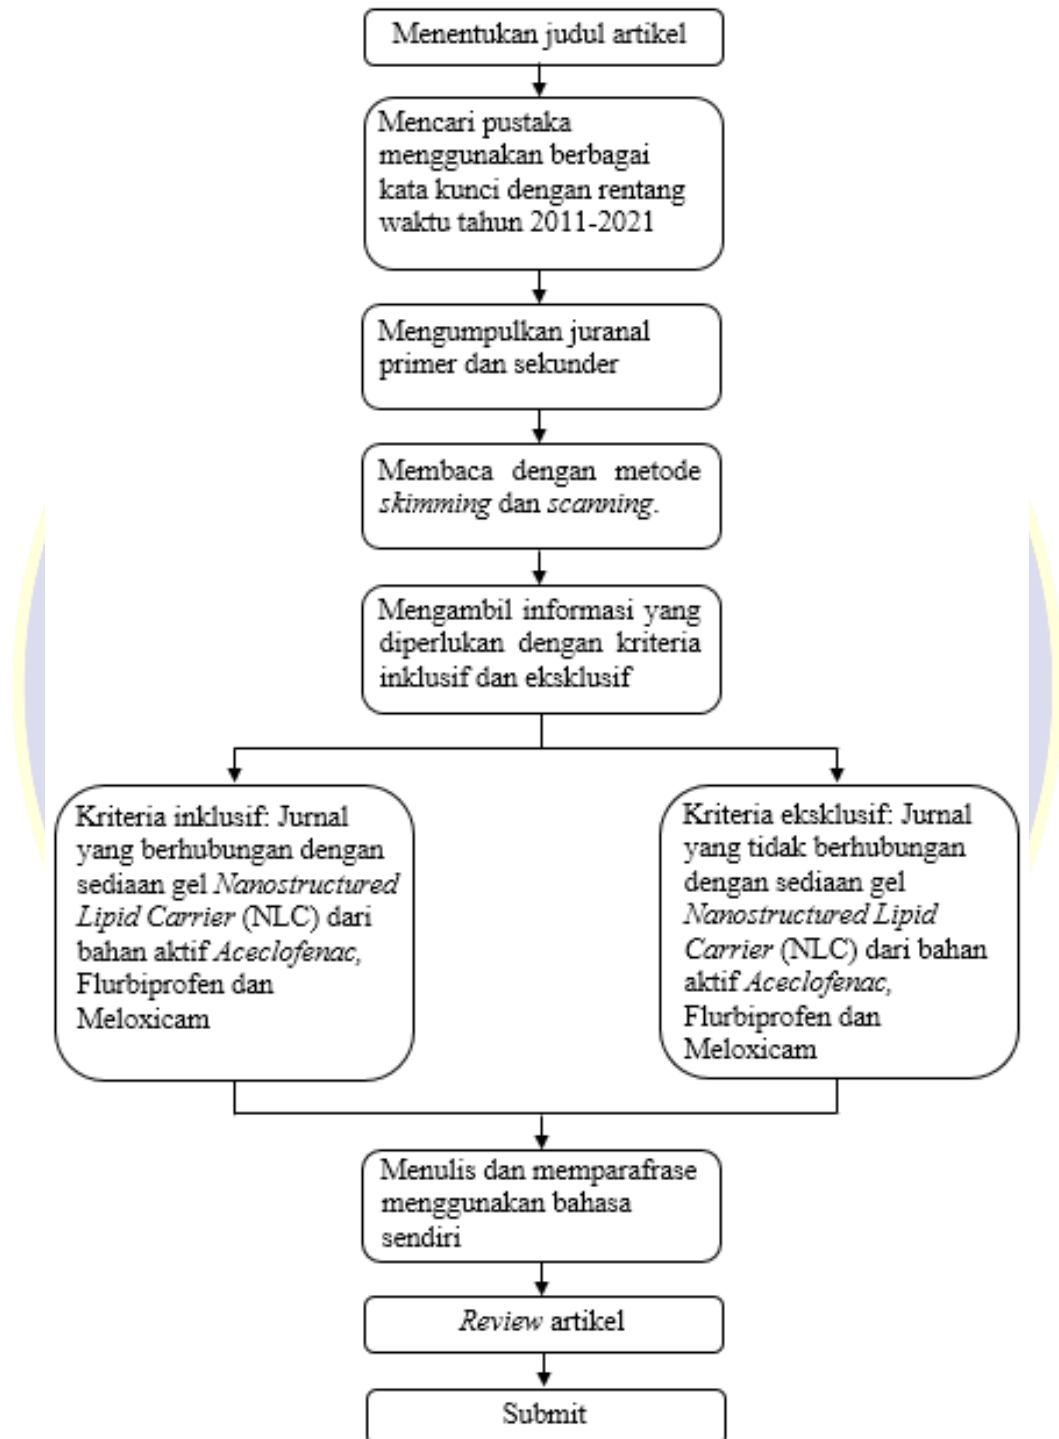 Menentukan judul artikel
Mencari pustaka
menggunakan berbagai
kata kunci dengan rentang
waktu tahun 2011-2021
Mengumpulkan juranal
primer dan sekunder
Membaca dengan metode
skimming dan scanning.
Mengambil informasi yang
diperlukan dengan kriteria
inklusif dan eksklusif
Kriteria inklusif: Jurnal
yang berhubungan dengan
sediaan gel Nanostructured
Lipid Carrier (NLC) dari
bahan aktif Aceclofenac,
Flurbiprofen dan
Meloxicam
Kriteria eksklusif: Jurnal
yang tidak berhubungan
dengan sediaan gel
Nanostructured Lipid
Carrier (NLC) dari bahan
aktif Aceclofenac,
Flurbiprofen dan
Meloxicam
Menulis dan memparafrase
menggunakan bahasa
sendiri
Review artikel
Submit